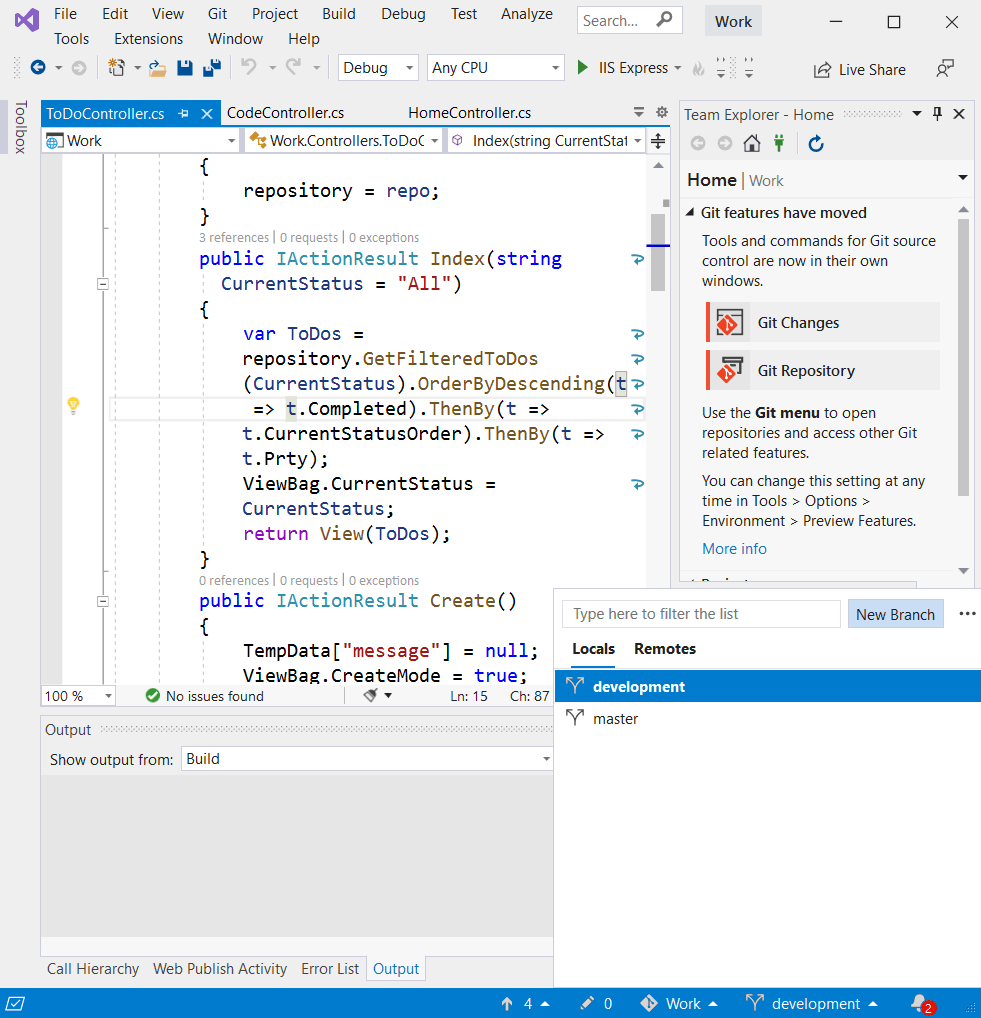 File Edit View Git Project Build Debug Test Analyze
Tools Extensions Window Help
Search...
Work
Debug
Any CPU
IIS Express
Live Share
Toolbox
ToDoController.cs
CodeController.cs
HomeController.cs
Work
Work.Controllers.ToDoC
Index(string CurrentStat
{
repository = repo;
}
3 references | 0 requests | 0 exceptions
public IActionResult Index(string
CurrentStatus = "All")
{
var ToDos =
repository.GetFilteredToDos
(CurrentStatus).OrderByDescending(t
=> t.Completed).ThenBy(t =>
t.CurrentStatusOrder).ThenBy(t =>
t.Prty);
ViewBag.CurrentStatus =
CurrentStatus;
return View(ToDos);
}
0 references | 0 requests | 0 exceptions
public IActionResult Create()
{
TempData["message"] = null;
ViewBag.CreateMode = true;
100 %
No issues found
Ln: 15
Ch: 87
Team Explorer - Home
Home | Work
Git features have moved
Tools and commands for Git source
control are now in their own
windows.
Git Changes
Git Repository
Use the Git menu to open
repositories and access other Git
related features.
You can change this setting at any
time in Tools > Options >
Environment > Preview Features.
More info
Type here to filter the list
New Branch
Locals
Remotes
development
master
Output
Show output from:
Build
Call Hierarchy
Web Publish Activity
Error List
Output
4
0
Work
development
2